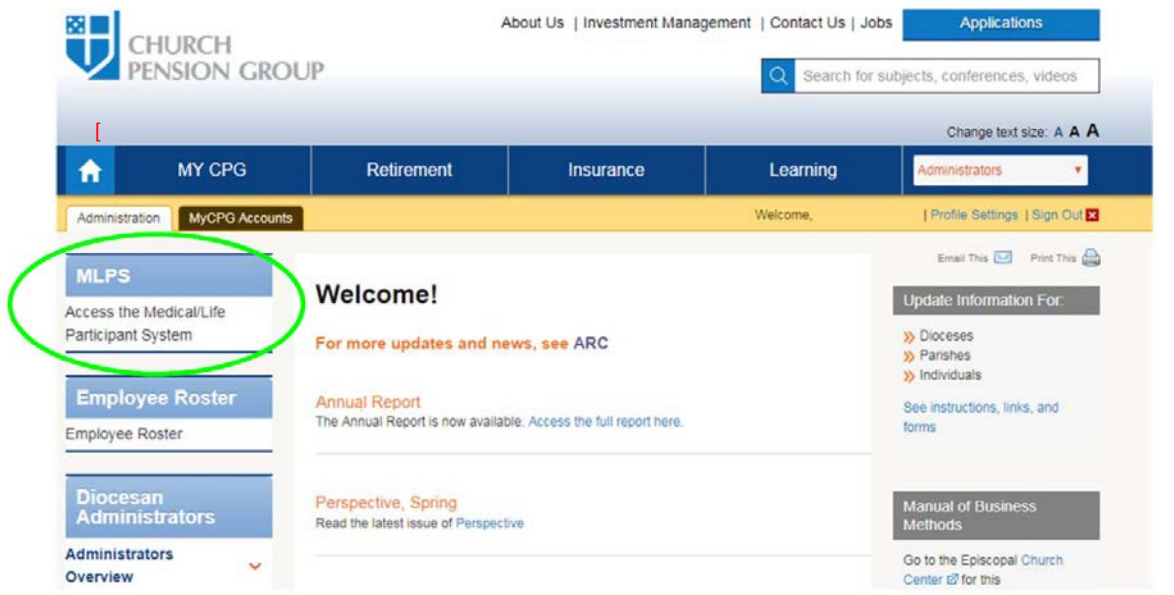 About Us | Investment Management | Contact Us | Jobs
Applications
CHURCH
PENSION GROUP
Search for subjects, conferences, videos
[
Change text size: A A A
MY CPG
Retirement
Insurance
Learning
Administrators
Administration
MyCPG Accounts
Welcome,
| Profile Settings | Sign Out
Email This
Print This
MLPS
Access the Medical/Life
Participant System
Employee Roster
Employee Roster
Diocesan
Administrators
Administrators
Overview
Welcome!
For more updates and news, see ARC
Annual Report
The Annual Report is now available. Access the full report here.
Perspective, Spring
Read the latest issue of Perspective
Update Information For:
Dioceses
Parishes
Individuals
See instructions, links, and
forms
Manual of Business
Methods
Go to the Episcopal Church
Center for this